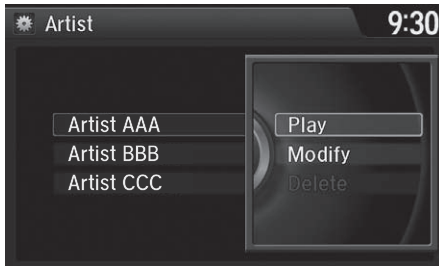 Artist
9:30
Artist AAA
Artist BBB
Artist CCC
Play
Modify
Delete